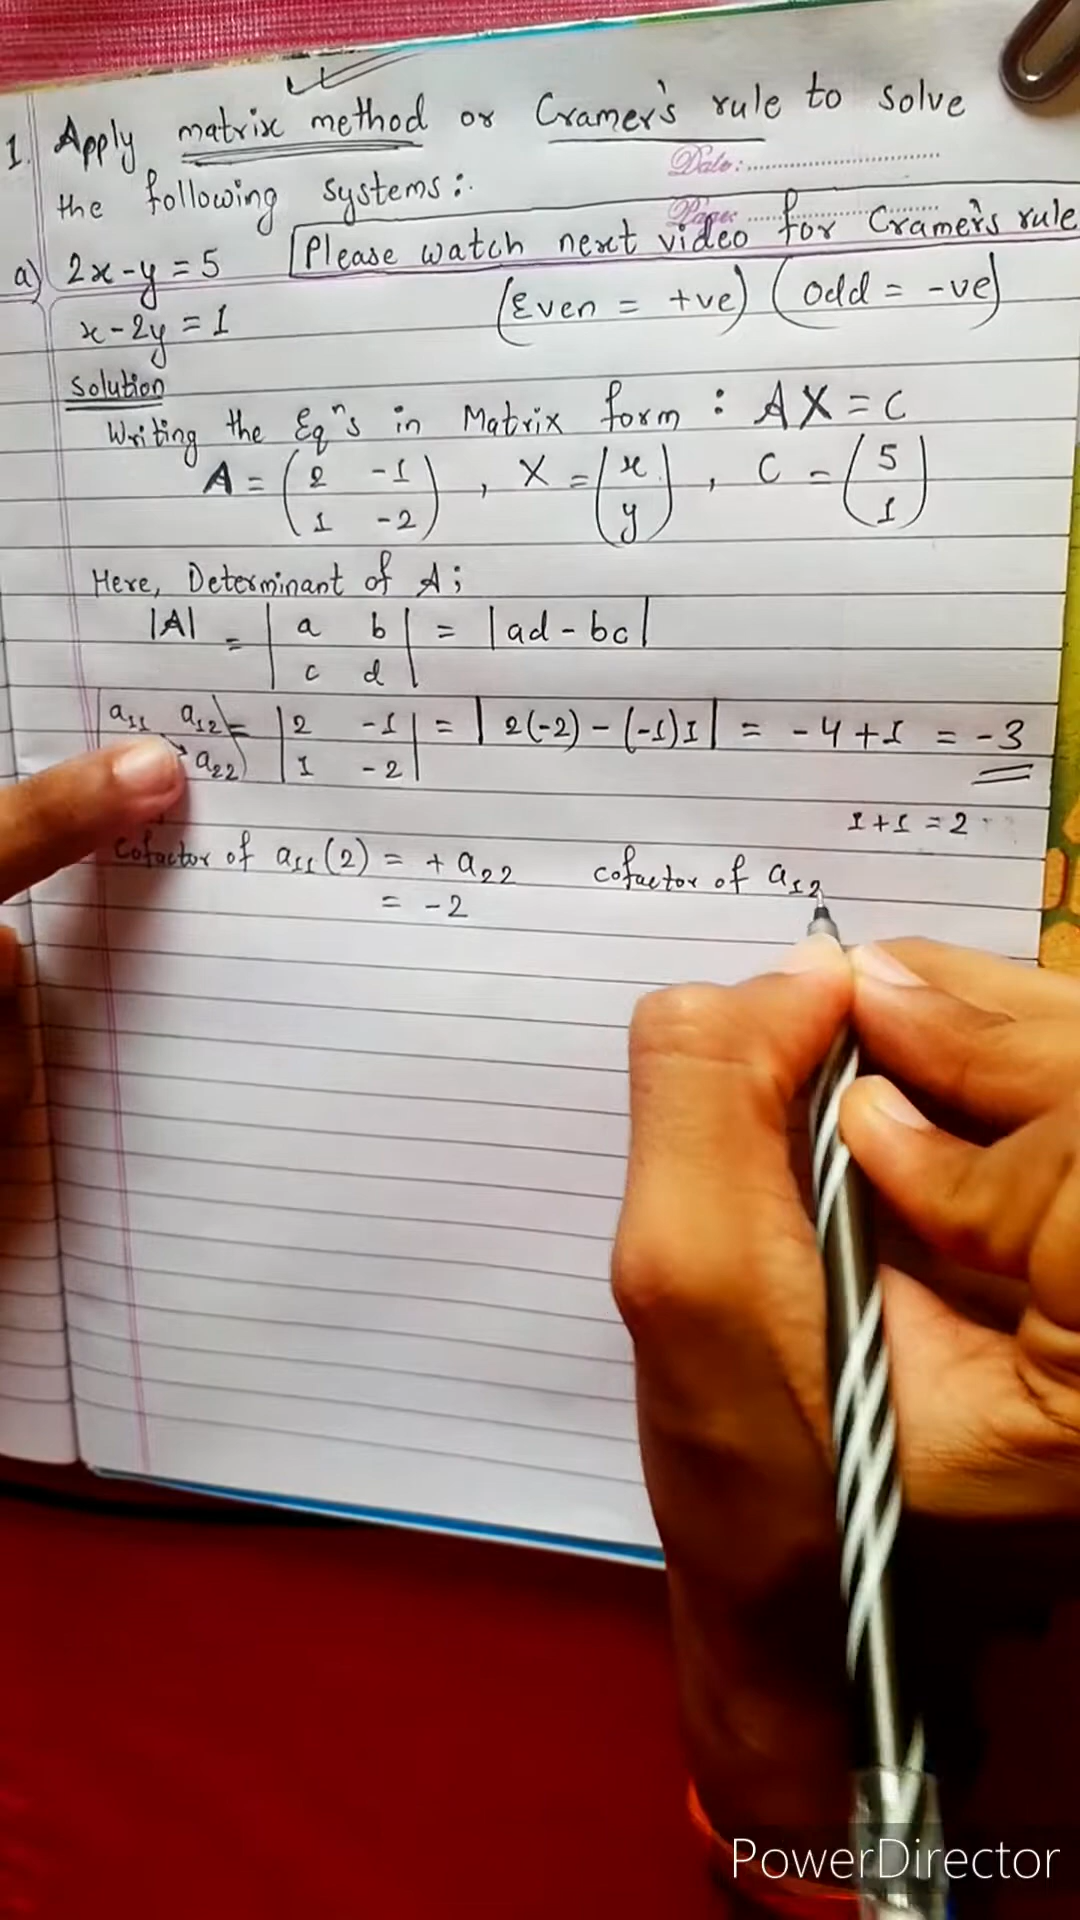 1. Apply matrix method or Cramer's rule to solve
Date:
the following systems:
Page:
Please watch next video for Cramer's rule
a) 2x-y = 5
x-2y = 1
(Even = +ve) (odd = -ve)
Solution
Writing the Eqⁿ's in Matrix form : AX = C
A = ( 2 -1 ) , X = ( x ) , C = ( 5 )
( 1 -2 ) ( y ) ( 1 )
Here, Determinant of A;
|A| = | a b | = |ad - bc|
| c d |
a₁₁ a₁₂ = | 2 -1 | = | 2(-2) - (-1)1 | = -4+1 = -3
a₂₂ | 1 -2 |
1+1 = 2
cofactor of a₁₁(2) = + a₂₂ cofactor of a₁₂
= -2
PowerDirector